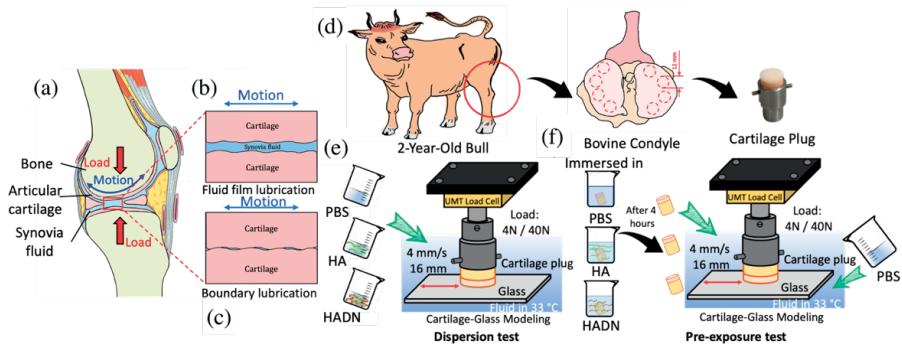 (a)
Bone
Load
Motion
Articular
cartilage
Synovia
fluid
Load
(b)
Motion
Cartilage
Synovia fluid
Cartilage
Fluid film lubrication
Motion
Cartilage
Cartilage
Boundary lubrication
(c)
(d)
2-Year-Old Bull
12 mm
Bovine Condyle
Cartilage Plug
(e)
PBS
HA
HADN
UMT Load Cell
Load:
4N / 40N
4 mm/s
16 mm
Cartilage plug
Glass
Fluid in 33 °C
Cartilage-Glass Modeling
Dispersion test
(f)
Immersed in
PBS
HA
HADN
After 4
hours
UMT Load Cell
Load:
4N / 40N
4 mm/s
16 mm
Cartilage plug
Glass
PBS
Fluid in 33 °C
Cartilage-Glass Modeling
Pre-exposure test